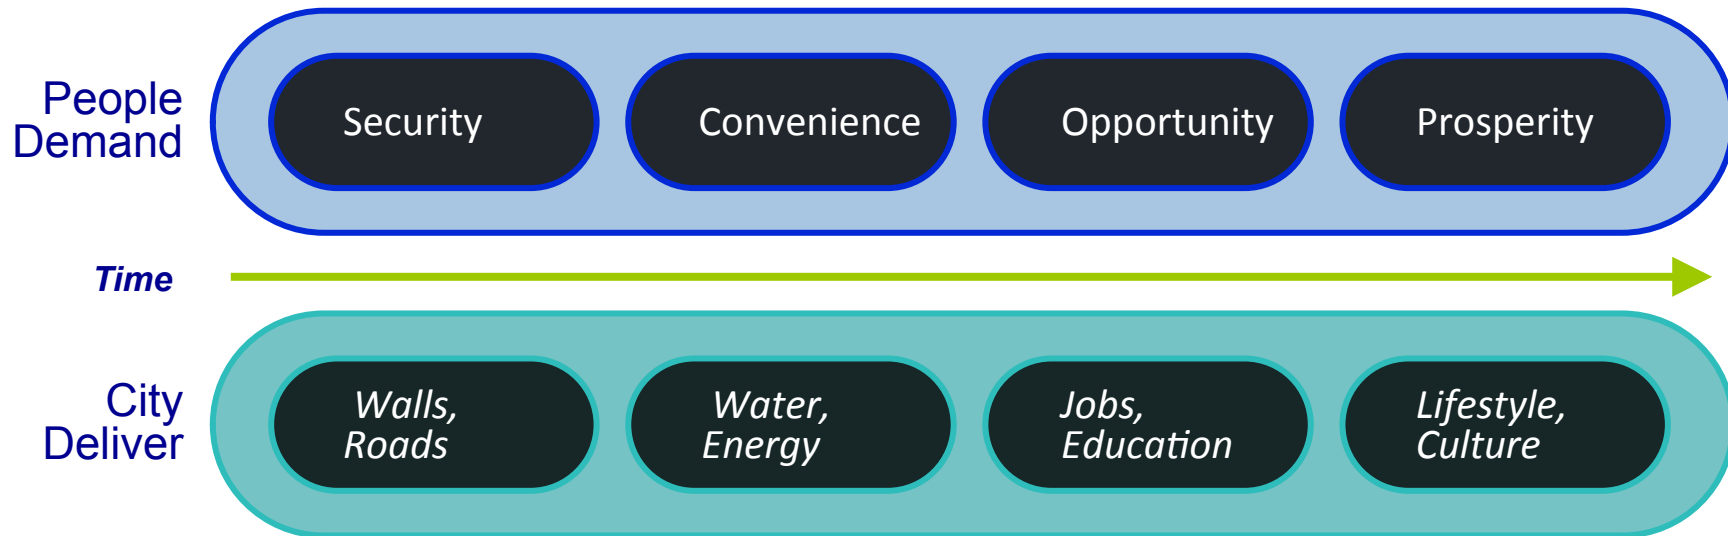 People
Demand
Security
Convenience
Opportunity
Prosperity
Time
City
Deliver
Walls,
Roads
Water,
Energy
Jobs,
Education
Lifestyle,
Culture